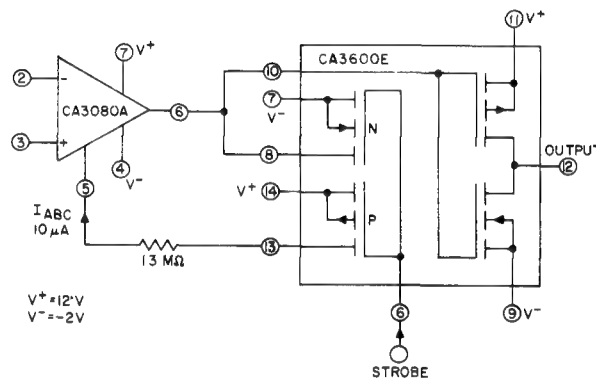 11 V+
7 V+
CA3600E
10
2 -
CA3080A
6
7
V-
N
OUTPUT
12
3 +
8
4
V-
5
V+ 14
P
I ABC
10 μA
13 MΩ
13
V+ = 12 V
V- = -2 V
6
9 V-
STROBE